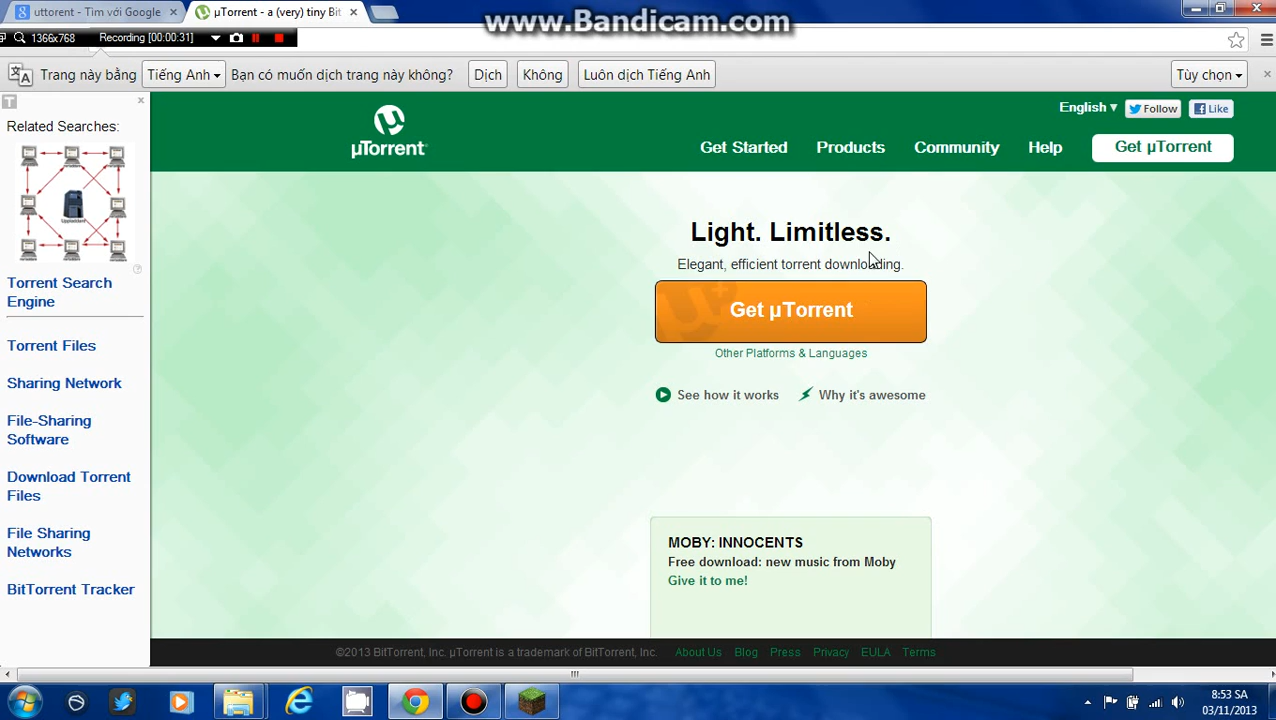 www.Bandicam.com
uttorent - Tìm với Google
µTorrent - a (very) tiny Bit
1366x768
Recording [00:00:31]
Trang này bằng Tiếng Anh Bạn có muốn dịch trang này không? Dịch Không Luôn dịch Tiếng Anh Tùy chọn
T
Related Searches:
Uppladdare
Torrent Search
Engine
Torrent Files
Sharing Network
File-Sharing
Software
Download Torrent
Files
File Sharing
Networks
BitTorrent Tracker
µTorrent
English
Follow
Like
Get Started
Products
Community
Help
Get µTorrent
Light. Limitless.
Elegant, efficient torrent downloading.
Get µTorrent
Other Platforms & Languages
See how it works
Why it's awesome
MOBY: INNOCENTS
Free download: new music from Moby
Give it to me!
©2013 BitTorrent, Inc. µTorrent is a trademark of BitTorrent, Inc. About Us Blog Press Privacy EULA Terms
8:53 SA
03/11/2013